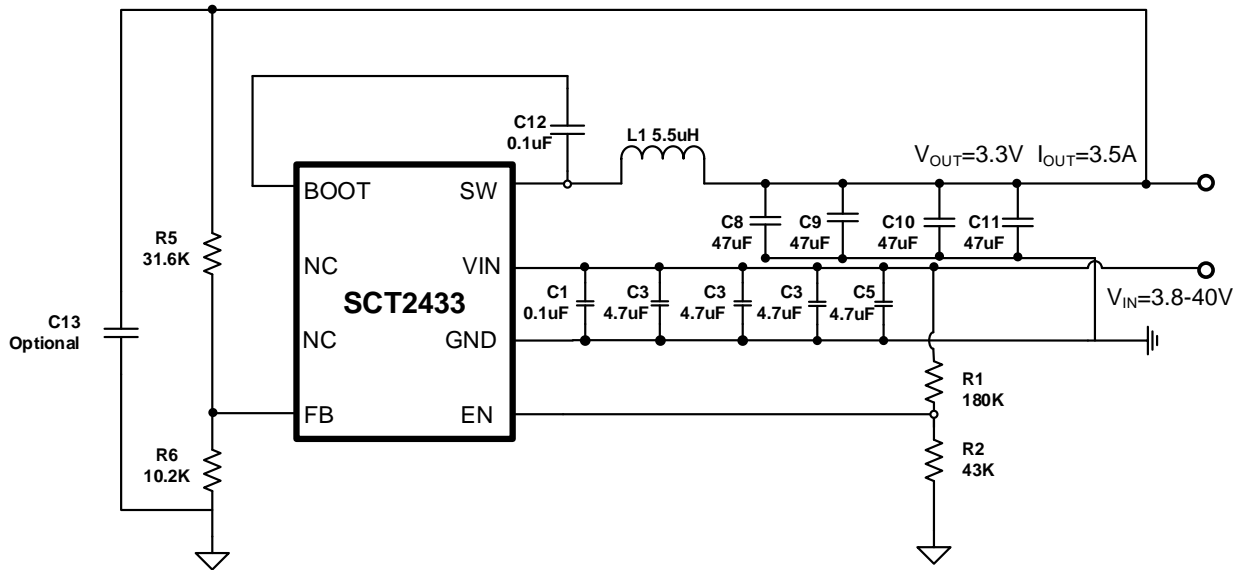 C12
0.1uF
L1 5.5uH
VOUT=3.3V IOUT=3.5A
BOOT
SW
C8
47uF
C9
47uF
C10
47uF
C11
47uF
R5
31.6K
NC
VIN
SCT2433
C1
0.1uF
C3
4.7uF
C3
4.7uF
C3
4.7uF
C5
4.7uF
VIN=3.8-40V
C13
Optional
NC
GND
R1
180K
FB
EN
R6
10.2K
R2
43K